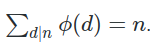 ∑_{d|n} ϕ(d) = n.